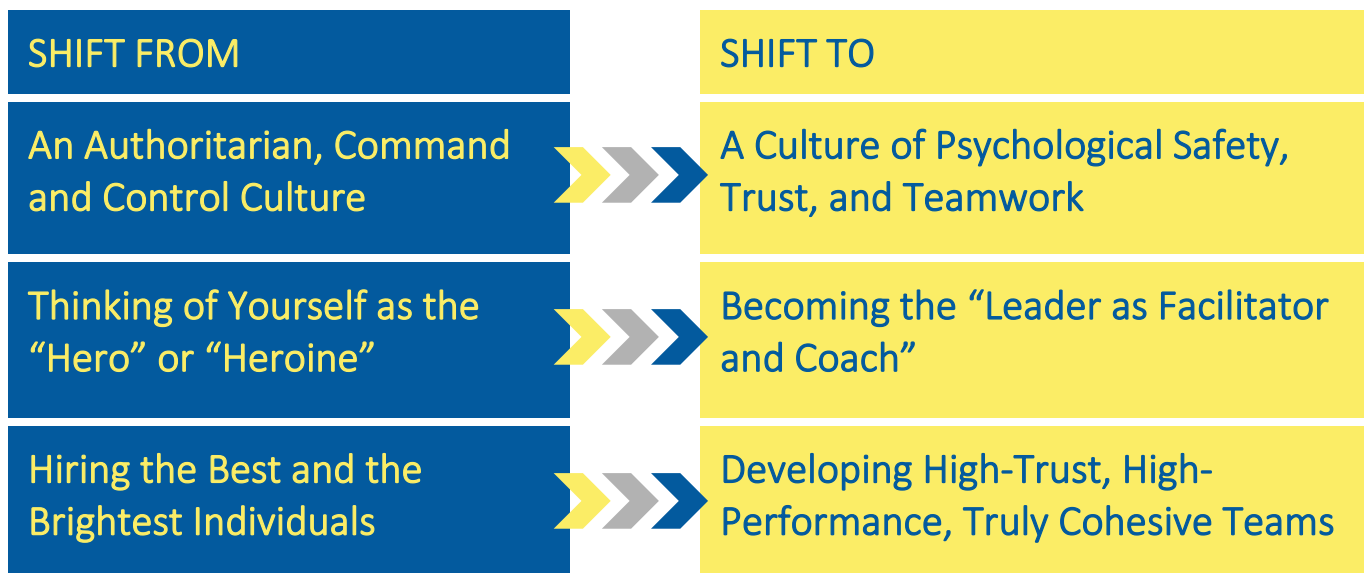 SHIFT FROM
SHIFT TO
An Authoritarian, Command
and Control Culture
A Culture of Psychological Safety,
Trust, and Teamwork
Thinking of Yourself as the
“Hero” or “Heroine”
Becoming the “Leader as Facilitator
and Coach”
Hiring the Best and the
Brightest Individuals
Developing High-Trust, High-
Performance, Truly Cohesive Teams